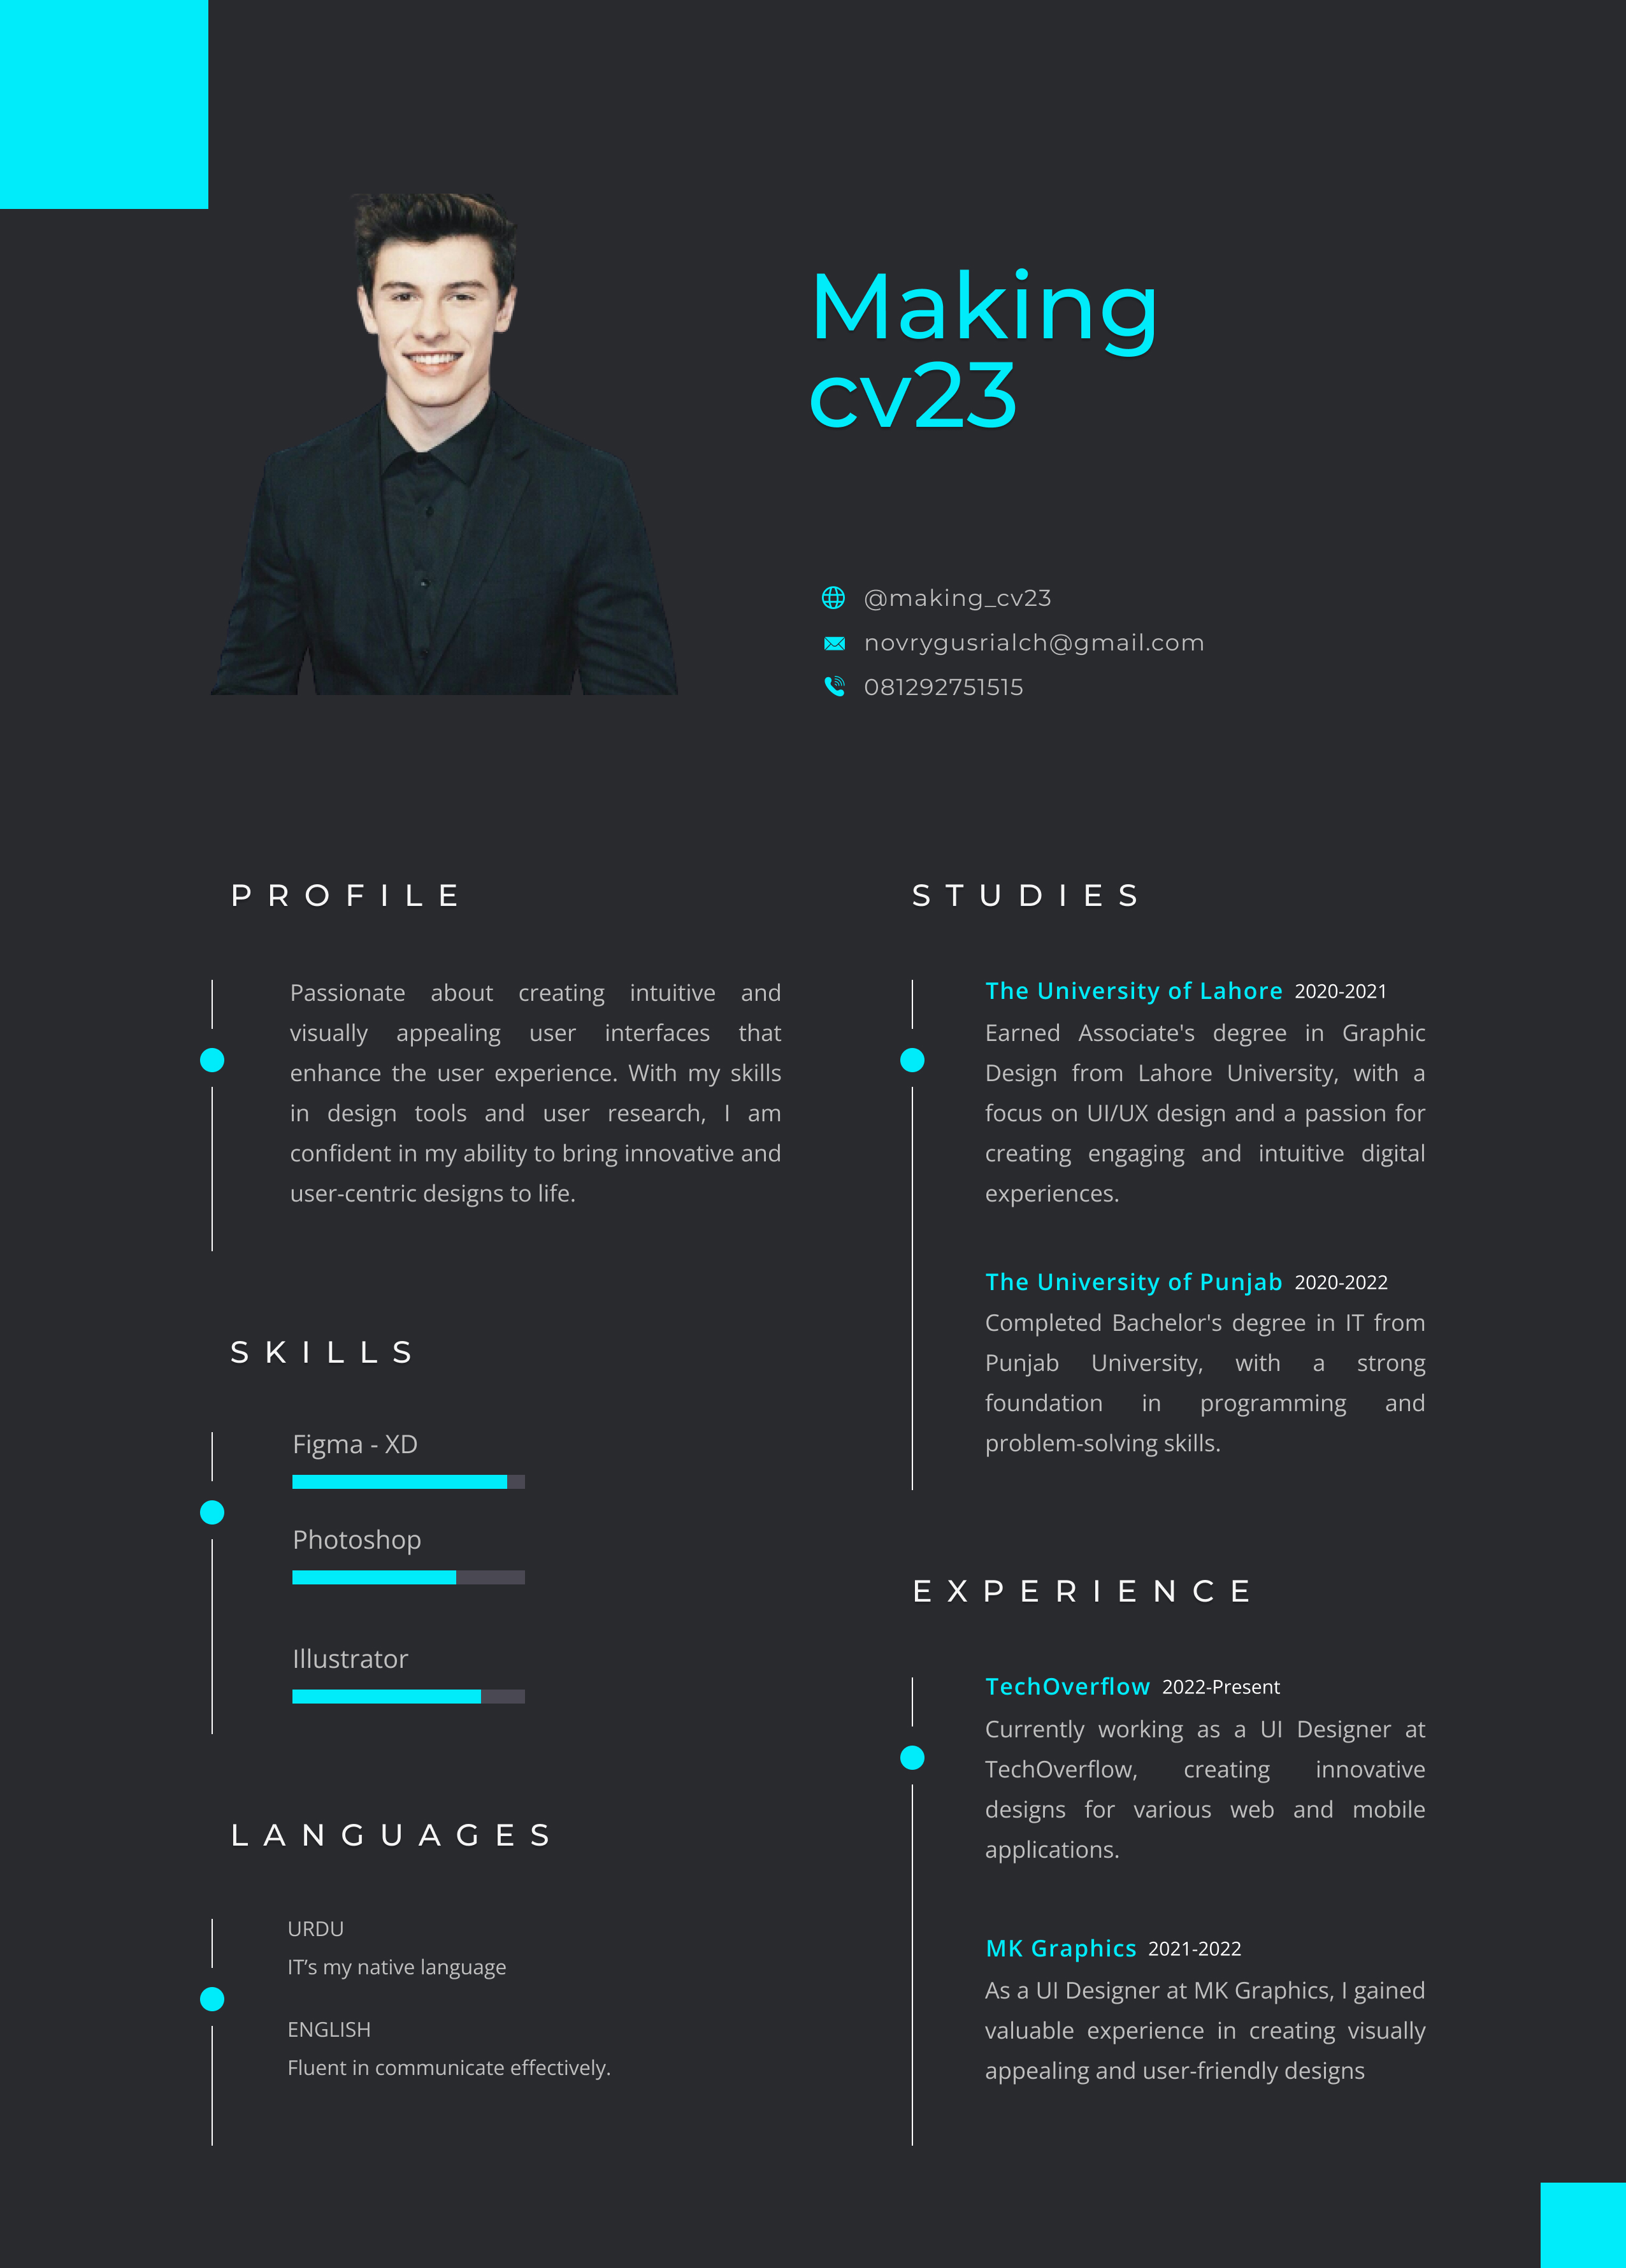 Making
cv23
@making_cv23
novrygusrialch@gmail.com
081292751515
PROFILE
Passionate about creating intuitive and
visually appealing user interfaces that
enhance the user experience. With my skills
in design tools and user research, I am
confident in my ability to bring innovative and
user-centric designs to life.
SKILLS
Figma - XD
Photoshop
Illustrator
LANGUAGES
URDU
IT’s my native language
ENGLISH
Fluent in communicate effectively.
STUDIES
The University of Lahore 2020-2021
Earned Associate's degree in Graphic
Design from Lahore University, with a
focus on UI/UX design and a passion for
creating engaging and intuitive digital
experiences.
The University of Punjab 2020-2022
Completed Bachelor's degree in IT from
Punjab University, with a strong
foundation in programming and
problem-solving skills.
EXPERIENCE
TechOverflow 2022-Present
Currently working as a UI Designer at
TechOverflow, creating innovative
designs for various web and mobile
applications.
MK Graphics 2021-2022
As a UI Designer at MK Graphics, I gained
valuable experience in creating visually
appealing and user-friendly designs